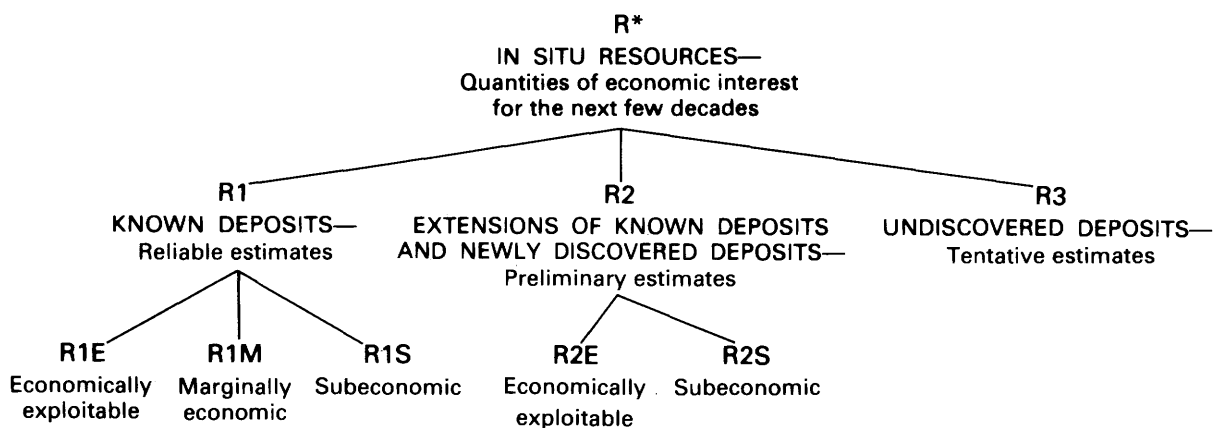 R*
IN SITU RESOURCES—
Quantities of economic interest
for the next few decades
R1
KNOWN DEPOSITS—
Reliable estimates
R2
EXTENSIONS OF KNOWN DEPOSITS
AND NEWLY DISCOVERED DEPOSITS—
Preliminary estimates
R3
UNDISCOVERED DEPOSITS—
Tentative estimates
R1E
Economically
exploitable
R1M
Marginally
economic
R1S
Subeconomic
R2E
Economically
exploitable
R2S
Subeconomic